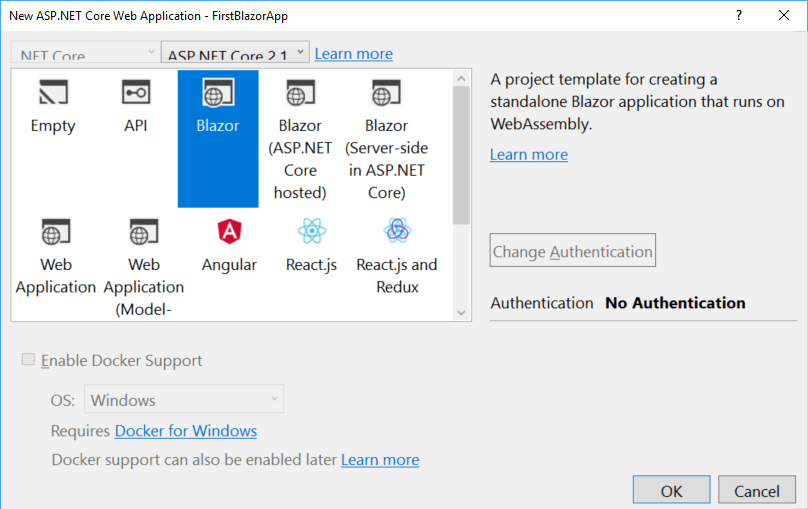 New ASP.NET Core Web Application - FirstBlazorApp
? 
.NET Core
ASP.NET Core 2.1
Learn more
Empty
API
Blazor
Blazor
(ASP.NET
Core
hosted)
Blazor
(Server-side
in ASP.NET
Core)
Web
Application
Web
Application
(Model-
Angular
React.js
React.js and
Redux
A project template for creating a
standalone Blazor application that runs on
WebAssembly.
Learn more
Change Authentication
Authentication No Authentication
Enable Docker Support
OS: Windows
Requires Docker for Windows
Docker support can also be enabled later Learn more
OK
Cancel